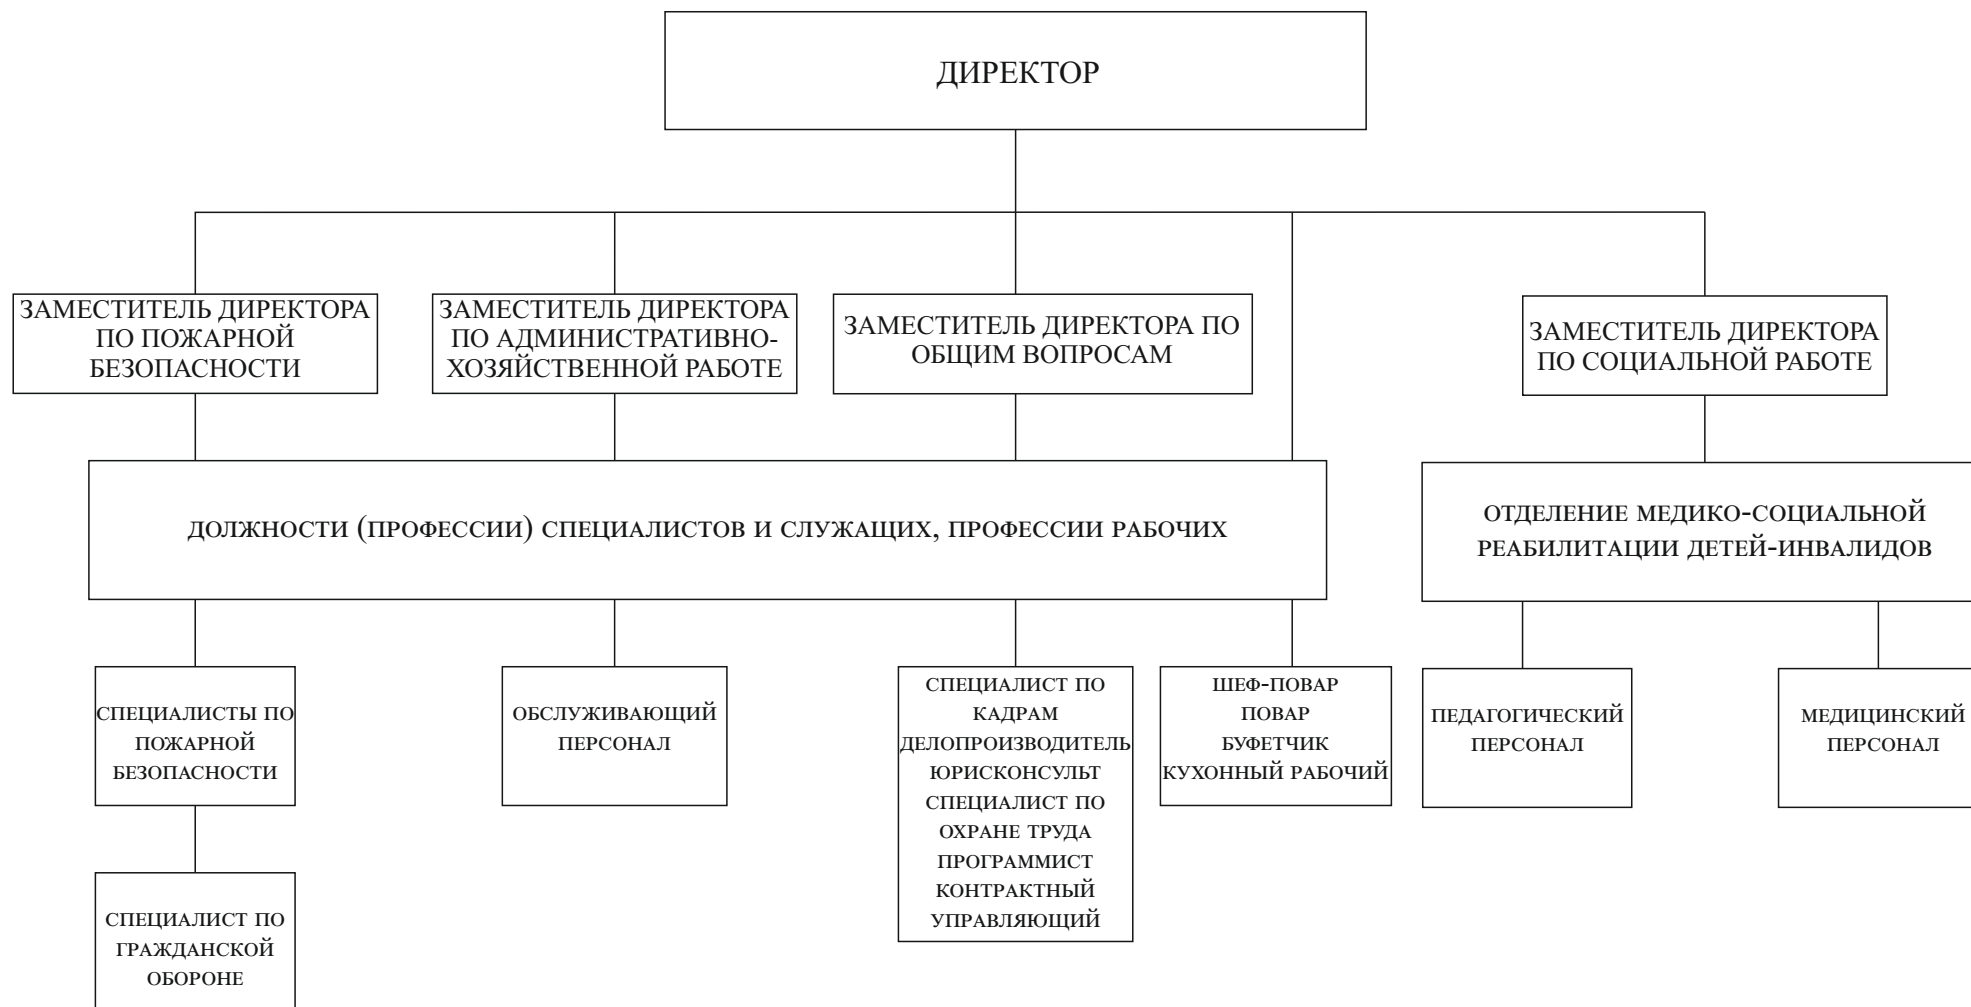 ДИРЕКТОР
ЗАМЕСТИТЕЛЬ ДИРЕКТОРА
ПО ПОЖАРНОЙ
БЕЗОПАСНОСТИ
ЗАМЕСТИТЕЛЬ ДИРЕКТОРА
ПО АДМИНИСТРАТИВНО-
ХОЗЯЙСТВЕННОЙ РАБОТЕ
ЗАМЕСТИТЕЛЬ ДИРЕКТОРА ПО
ОБЩИМ ВОПРОСАМ
ЗАМЕСТИТЕЛЬ ДИРЕКТОРА
ПО СОЦИАЛЬНОЙ РАБОТЕ
ДОЛЖНОСТИ (ПРОФЕССИИ) СПЕЦИАЛИСТОВ И СЛУЖАЩИХ, ПРОФЕССИИ РАБОЧИХ
ОТДЕЛЕНИЕ МЕДИКО-СОЦИАЛЬНОЙ
РЕАБИЛИТАЦИИ ДЕТЕЙ-ИНВАЛИДОВ
СПЕЦИАЛИСТЫ ПО
ПОЖАРНОЙ
БЕЗОПАСНОСТИ
ОБСЛУЖИВАЮЩИЙ
ПЕРСОНАЛ
СПЕЦИАЛИСТ ПО
КАДРАМ
ДЕЛОПРОИЗВОДИТЕЛЬ
ЮРИСКОНСУЛЬТ
СПЕЦИАЛИСТ ПО
ОХРАНЕ ТРУДА
ПРОГРАММИСТ
КОНТРАКТНЫЙ
УПРАВЛЯЮЩИЙ
ШЕФ-ПОВАР
ПОВАР
БУФЕТЧИК
КУХОННЫЙ РАБОЧИЙ
ПЕДАГОГИЧЕСКИЙ
ПЕРСОНАЛ
МЕДИЦИНСКИЙ
ПЕРСОНАЛ
СПЕЦИАЛИСТ ПО
ГРАЖДАНСКОЙ
ОБОРОНЕ